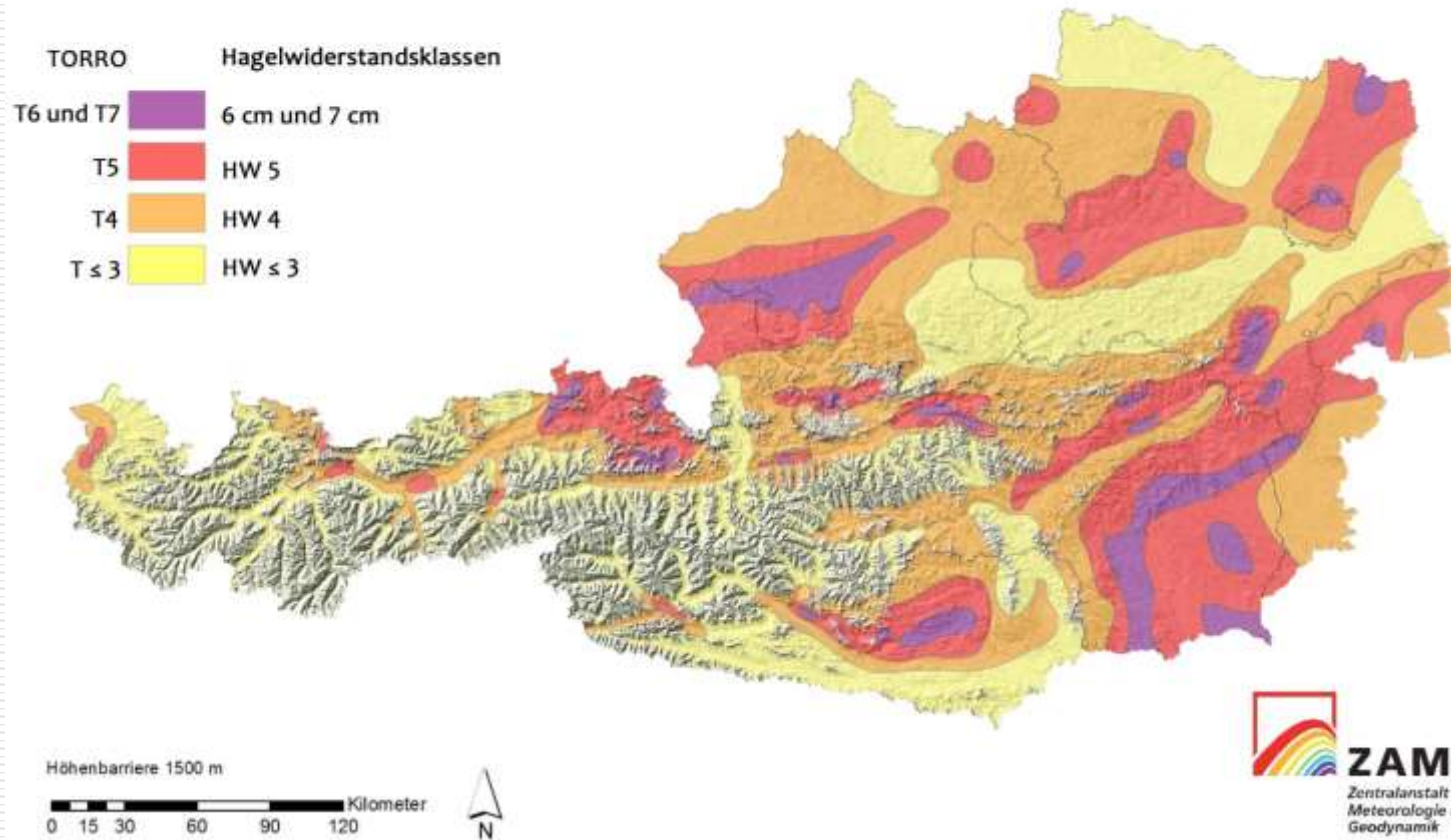 TORRO Hagelwiderstandsklassen
T6 und T7 6 cm und 7 cm
T5 HW 5
T4 HW 4
T ≤ 3 HW ≤ 3
Höhenbarriere 1500 m
Kilometer
0 15 30 60 90 120
N
ZAM
Zentralanstalt
Meteorologie
Geodynamik